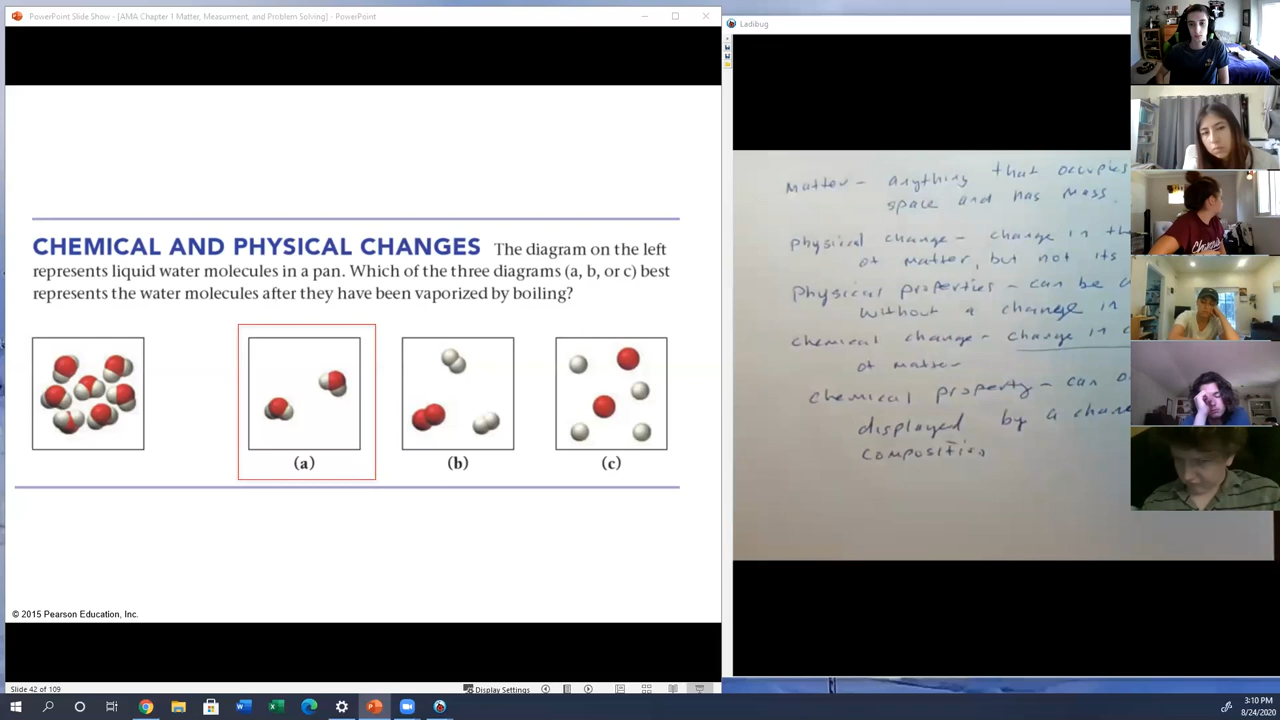 PowerPoint Slide Show - [AMA Chapter 1 Matter, Measurment, and Problem Solving] - PowerPoint
CHEMICAL AND PHYSICAL CHANGES The diagram on the left
represents liquid water molecules in a pan. Which of the three diagrams (a, b, or c) best
represents the water molecules after they have been vaporized by boiling?
(a)
(b)
(c)
© 2015 Pearson Education, Inc.
Slide 42 of 109
Display Settings
Ladibug
Matter - anything that occupies
space and has mass.
physical change - change in
of matter, but not its
physical properties - can be
without a change in
chemical change - change in
of matter
chemical property - can
displayed by a
composition
3:10 PM
8/24/2020